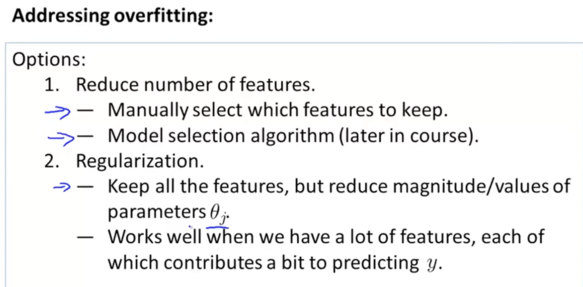 Addressing overfitting:
Options:
1. Reduce number of features.
— Manually select which features to keep.
— Model selection algorithm (later in course).
2. Regularization.
— Keep all the features, but reduce magnitude/values of
parameters θⱼ.
— Works well when we have a lot of features, each of
which contributes a bit to predicting y.